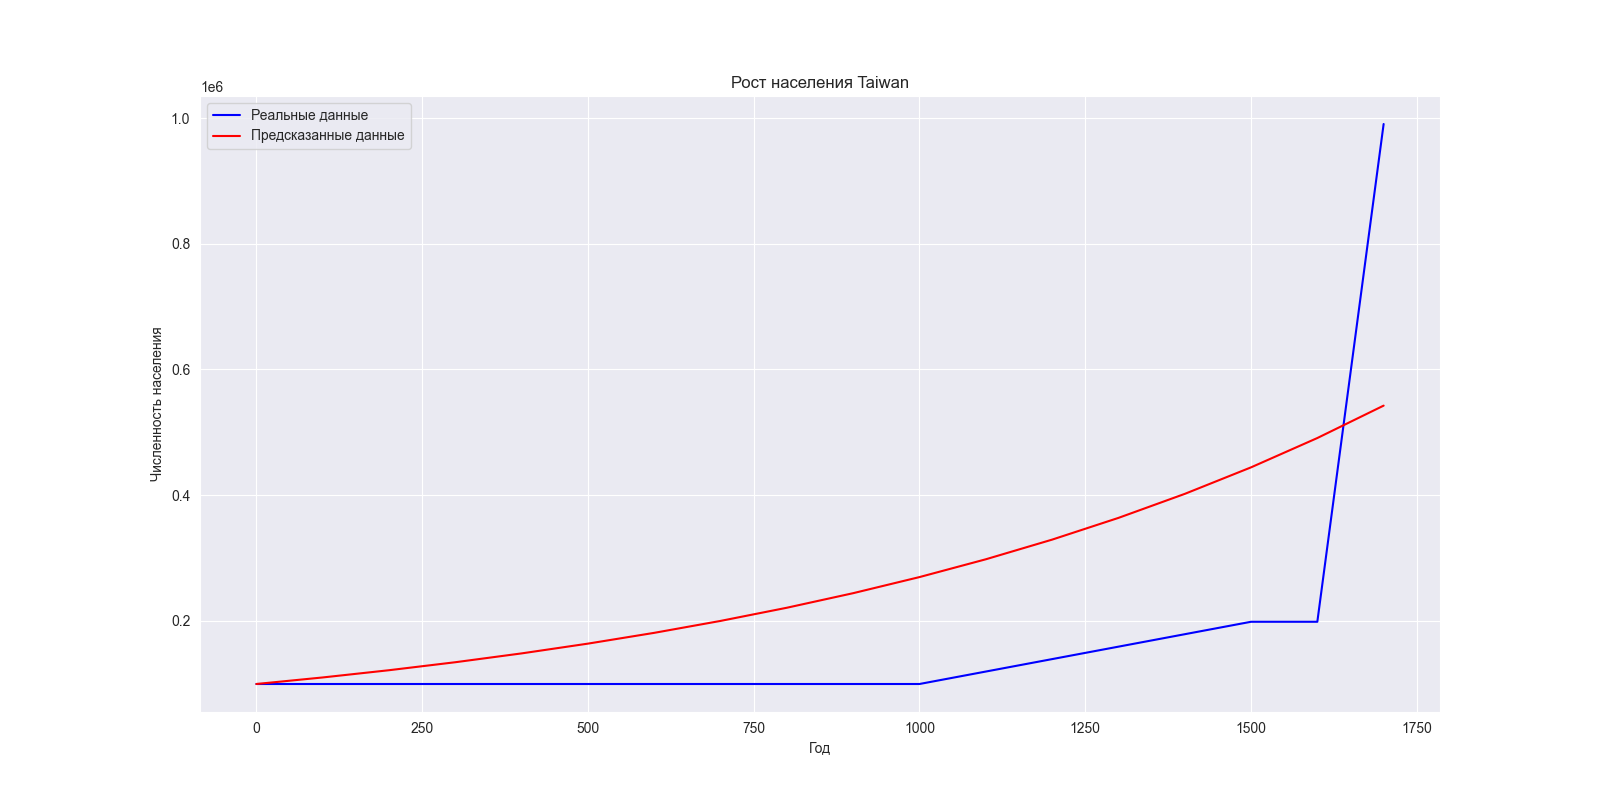 Рост населения Taiwan
1e6
Реальные данные
Предсказанные данные
1.0
0.8
0.6
0.4
0.2
Численность населения
0 250 500 750 1000 1250 1500 1750
Год